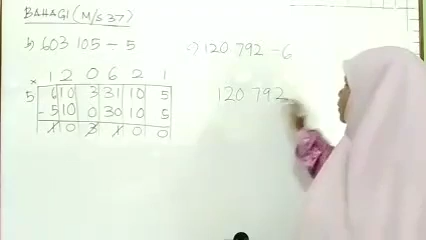 BAHAGI (M/S 37)
b) 603 105 ÷ 5
c) 120 792 ÷ 6
× 1 2 0 6 2 1
5 6 10 3 31 10 5
- 5 10 0 30 10 5
1 0 3 1 0 0
120 792